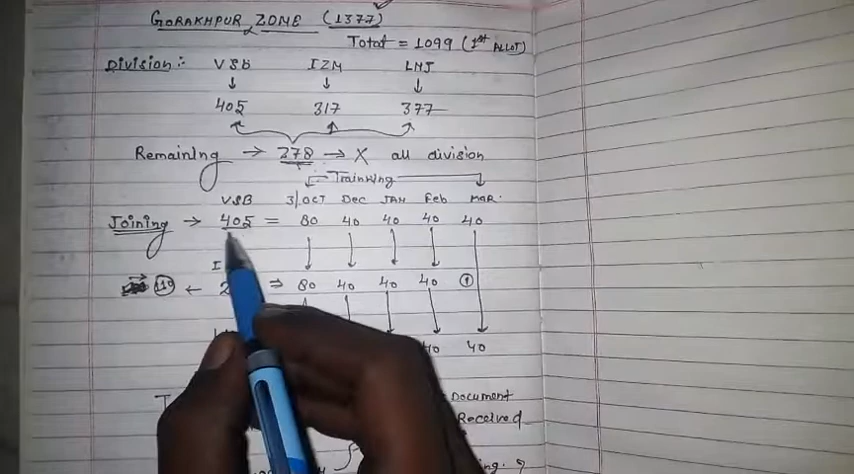 GORAKHPUR ZONE (1377)
Total = 1099 (1st ALLOT)
Division :- VSB IZN LNJ
↓ ↓ ↓
405 317 377
Remaining → 278 → X all division
Trainning
VSB 31.OCT Dec JAN Feb MAR.
Joining → 405 = 80 40 40 40 40
I
← ⇒ 80 40 40 40 ①
40 40
T Document
Received